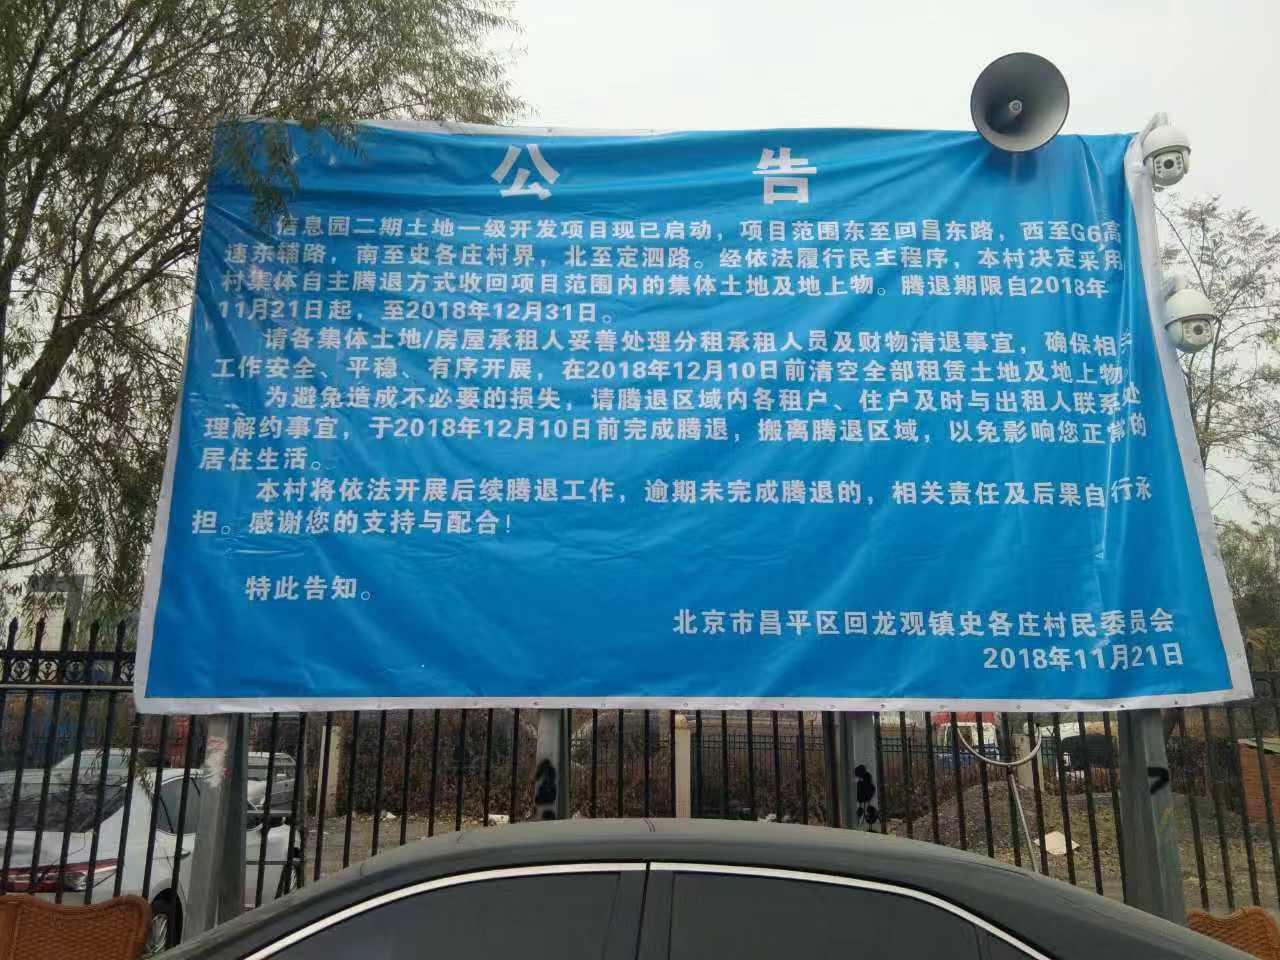 公 告
信息园二期土地一级开发项目现已启动，项目范围东至回昌东路，西至G6高
速东辅路，南至史各庄村界，北至定泗路。经依法履行民主程序，本村决定采用
村集体自主腾退方式收回项目范围内的集体土地及地上物。腾退期限自2018年
11月21日起，至2018年12月31日。
请各集体土地/房屋承租人妥善处理分租承租人员及财物清退事宜，确保相关
工作安全、平稳、有序开展，在2018年12月10日前清空全部租赁土地及地上物。
为避免造成不必要的损失，请腾退区域内各租户、住户及时与出租人联系处
理解约事宜，于2018年12月10日前完成腾退，搬离腾退区域，以免影响您正常的
居住生活。
本村将依法开展后续腾退工作，逾期未完成腾退的，相关责任及后果自行承
担。感谢您的支持与配合！
特此告知。
北京市昌平区回龙观镇史各庄村民委员会
2018年11月21日